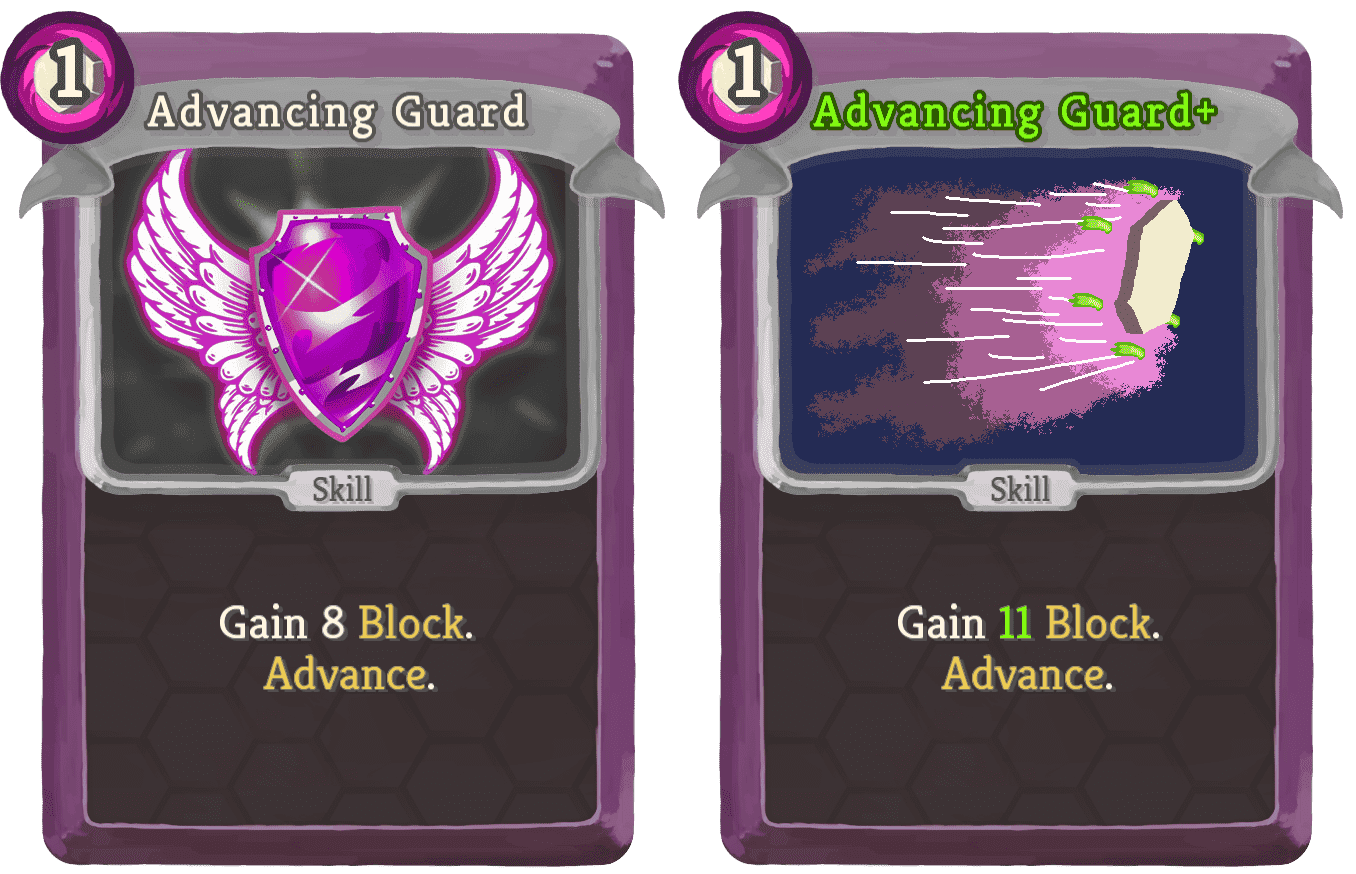 1
Advancing Guard
Skill
Gain 8 Block.
Advance.
1
Advancing Guard+
Skill
Gain 11 Block.
Advance.